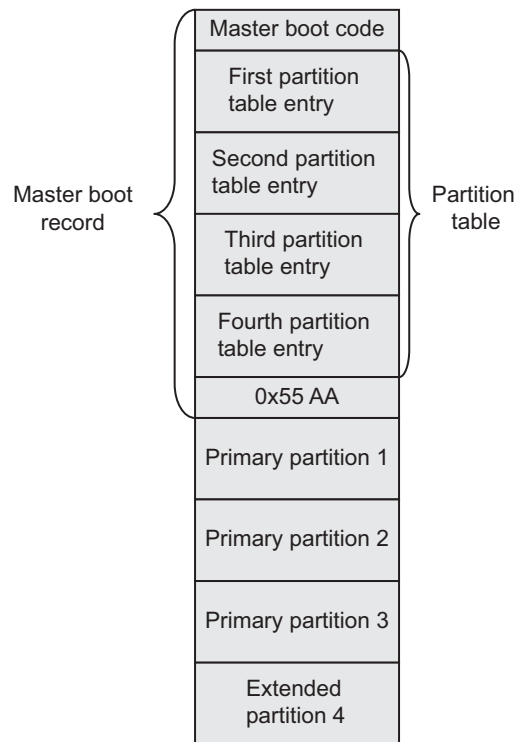 Master boot code
First partition
table entry
Second partition
table entry
Master boot
record
Partition
table
Third partition
table entry
Fourth partition
table entry
0x55 AA
Primary partition 1
Primary partition 2
Primary partition 3
Extended
partition 4